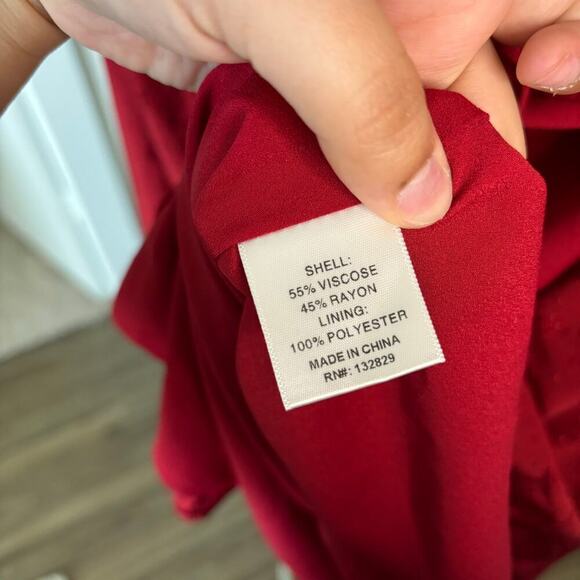 SHELL:
55% VISCOSE
45% RAYON
LINING:
100% POLYESTER
MADE IN CHINA
RN#: 132829